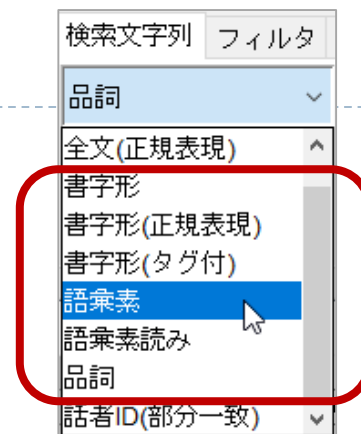 検索文字列 フィルタ
品詞
全文(正規表現)
書字形
書字形(正規表現)
書字形(タグ付)
語彙素
語彙素読み
品詞
話者ID(部分一致)